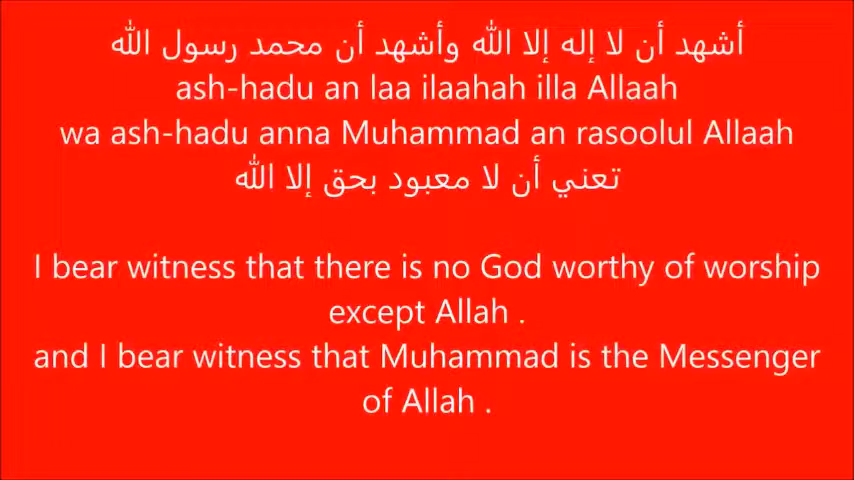 أشهد أن لا إله إلا الله وأشهد أن محمد رسول الله
ash-hadu an laa ilaahah illa Allaah
wa ash-hadu anna Muhammad an rasoolul Allaah
تعني أن لا معبود بحق إلا الله
I bear witness that there is no God worthy of worship
except Allah .
and I bear witness that Muhammad is the Messenger
of Allah .